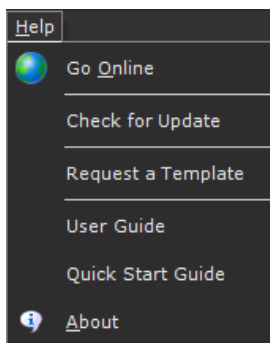 Help
Go Online
Check for Update
Request a Template
User Guide
Quick Start Guide
About